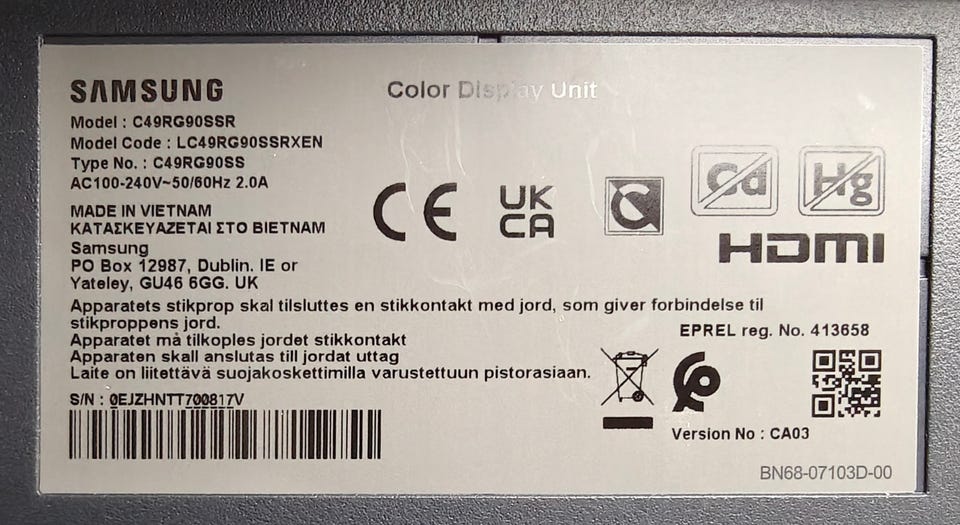 SAMSUNG
Color Display Unit
Model : C49RG90SSR
Model Code : LC49RG90SSRXEN
Type No. : C49RG90SS
AC100-240V~50/60Hz 2.0A
MADE IN VIETNAM
ΚΑΤΑΣΚΕΥΑΖΕΤΑΙ ΣΤΟ ΒΙΕΤΝΑΜ
Samsung
PO Box 12987, Dublin. IE or
Yateley, GU46 6GG. UK
CE
UK
CA
C
Cd
Hg
HDMI
Apparatets stikprop skal tilsluttes en stikkontakt med jord, som giver forbindelse til
stikproppens jord.
Apparatet må tilkoples jordet stikkontakt
Apparaten skall anslutas till jordat uttag
Laite on liitettävä suojakoskettimilla varustettuun pistorasiaan.
EPREL reg. No. 413658
S/N : 0EJZHNTT700817V
Version No : CA03
BN68-07103D-00